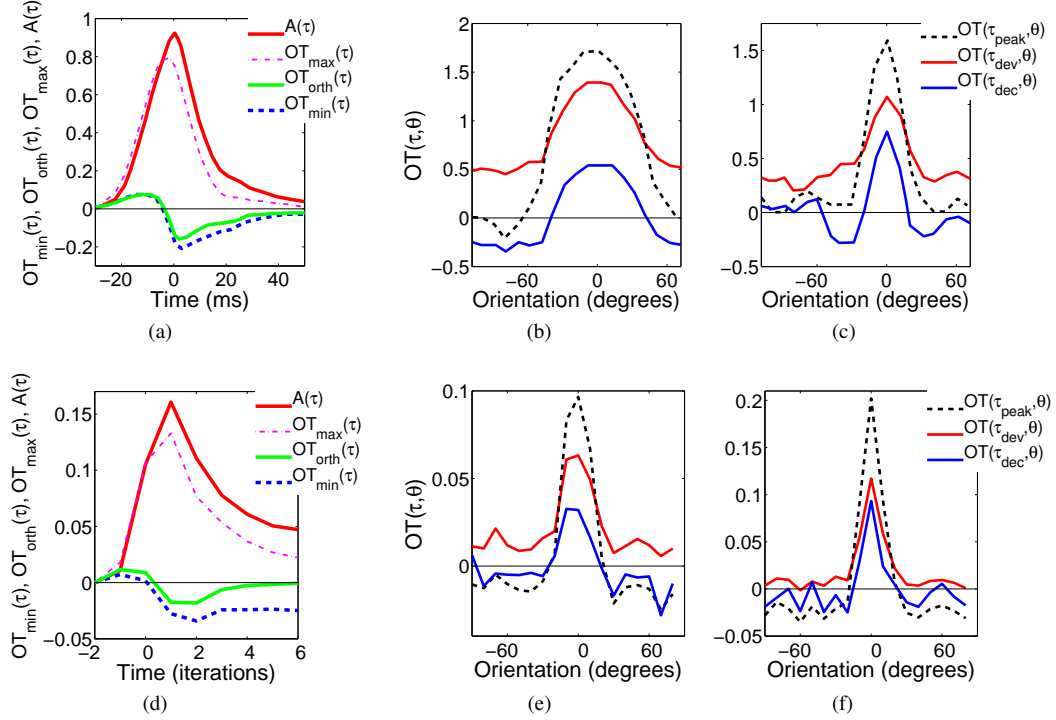 OT_min(τ), OT_orth(τ), OT_max(τ), A(τ)
1
0.8
0.6
0.4
0.2
0
−0.2
−20 0 20 40
Time (ms)
A(τ)
OT_max(τ)
OT_orth(τ)
OT_min(τ)
(a)
OT(τ,θ)
2
1.5
1
0.5
0
−0.5
−60 0 60
Orientation (degrees)
(b)
1.5
1
0.5
0
−0.5
−60 0 60
Orientation (degrees)
OT(τ_peak,θ)
OT(τ_dev,θ)
OT(τ_dec,θ)
(c)
OT_min(τ), OT_orth(τ), OT_max(τ), A(τ)
0.15
0.1
0.05
0
−0.05
−2 0 2 4 6
Time (iterations)
A(τ)
OT_max(τ)
OT_orth(τ)
OT_min(τ)
(d)
OT(τ,θ)
0.1
0.05
0
−60 0 60
Orientation (degrees)
(e)
0.2
0.15
0.1
0.05
0
−0.05
−60 0 60
Orientation (degrees)
OT(τ_peak,θ)
OT(τ_dev,θ)
OT(τ_dec,θ)
(f)